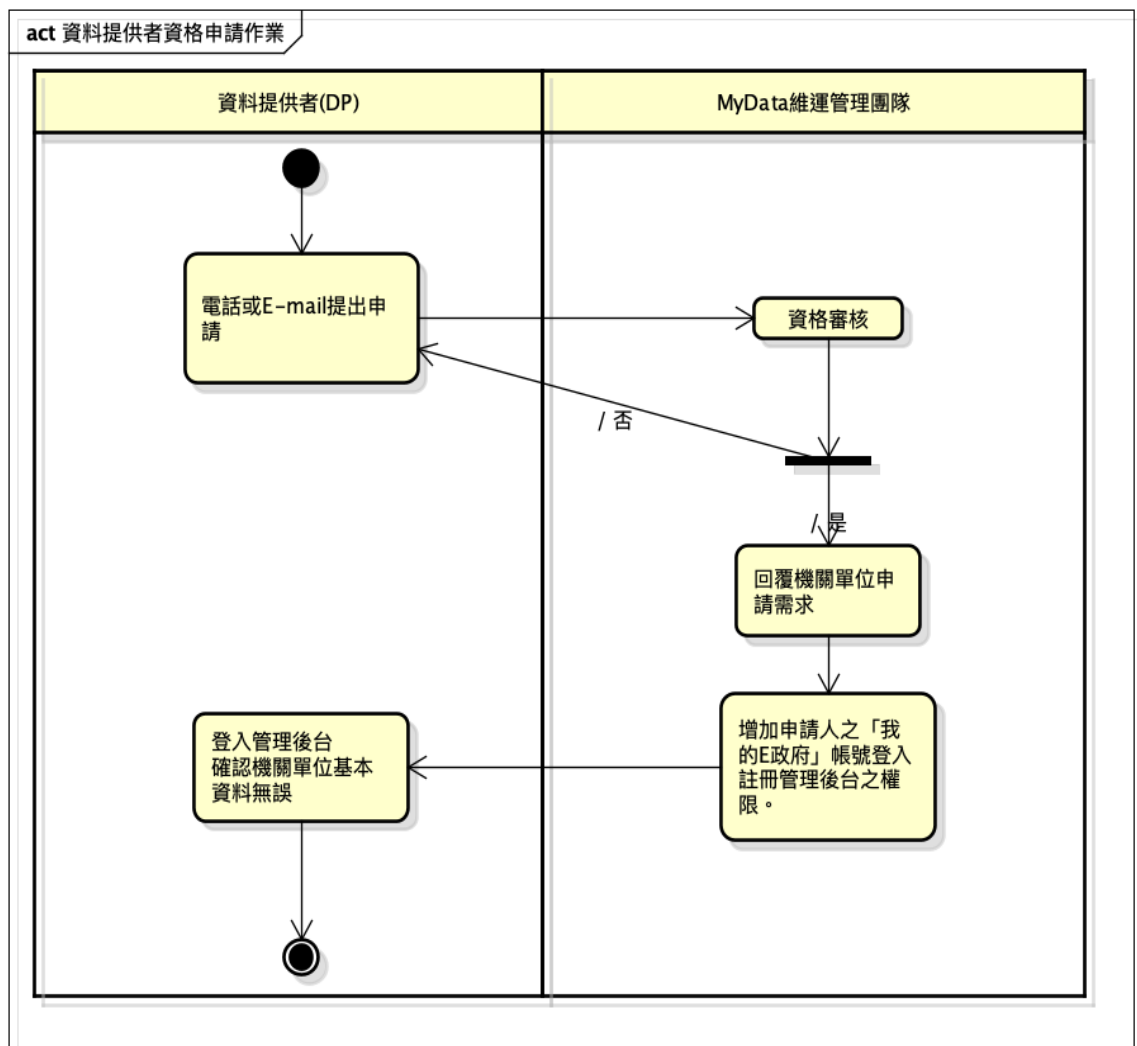 act 資料提供者資格申請作業
資料提供者(DP)
MyData維運管理團隊
電話或E-mail提出申
請
資格審核
/ 否
/ 是
回覆機關單位申
請需求
增加申請人之「我
的E政府」帳號登入
註冊管理後台之權
限。
登入管理後台
確認機關單位基本
資料無誤